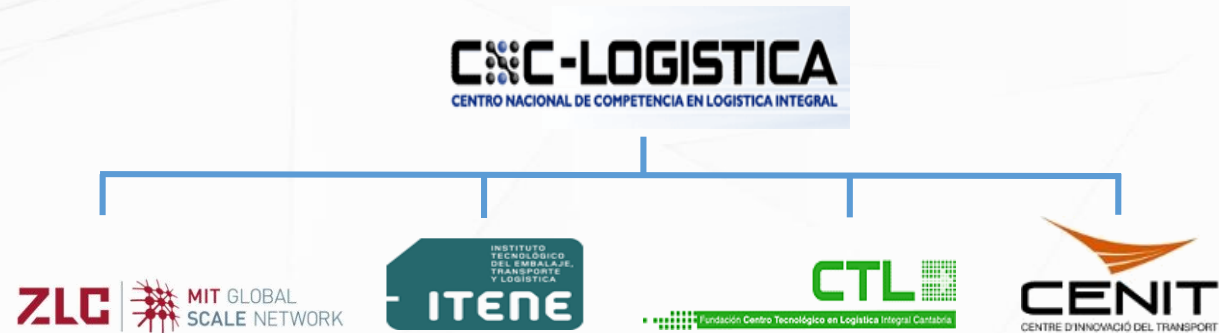 CNC-LOGISTICA
CENTRO NACIONAL DE COMPETENCIA EN LOGISTICA INTEGRAL
ZLC
MIT GLOBAL
SCALE NETWORK
INSTITUTO
TECNOLÓGICO
DEL EMBALAJE,
TRANSPORTE
Y LOGÍSTICA
ITENE
CTL
Fundación Centro Tecnológico en Logística Integral Cantabria
CENIT
CENTRE D'INNOVACIÓ DEL TRANSPORT